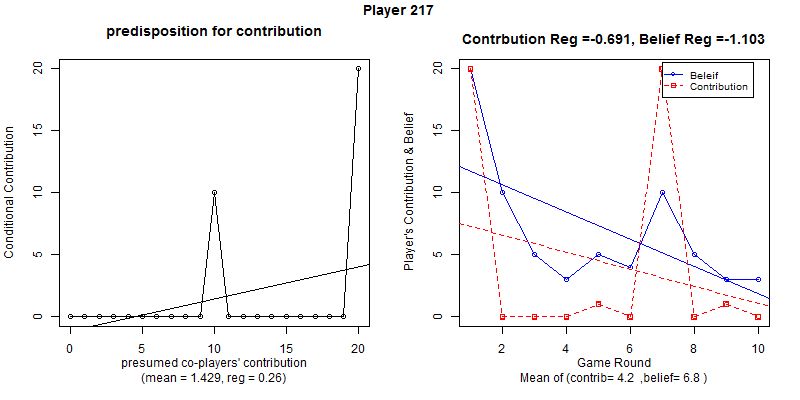 Player 217
predisposition for contribution
Conditional Contribution
20
15
10
5
0
0 5 10 15 20
presumed co-players' contribution
(mean = 1.429, reg = 0.26)
Contrbution Reg =-0.691, Belief Reg =-1.103
Player's Contribution & Belief
20
15
10
5
0
Beleif
Contribution
2 4 6 8 10
Game Round
Mean of (contrib= 4.2 ,belief= 6.8 )